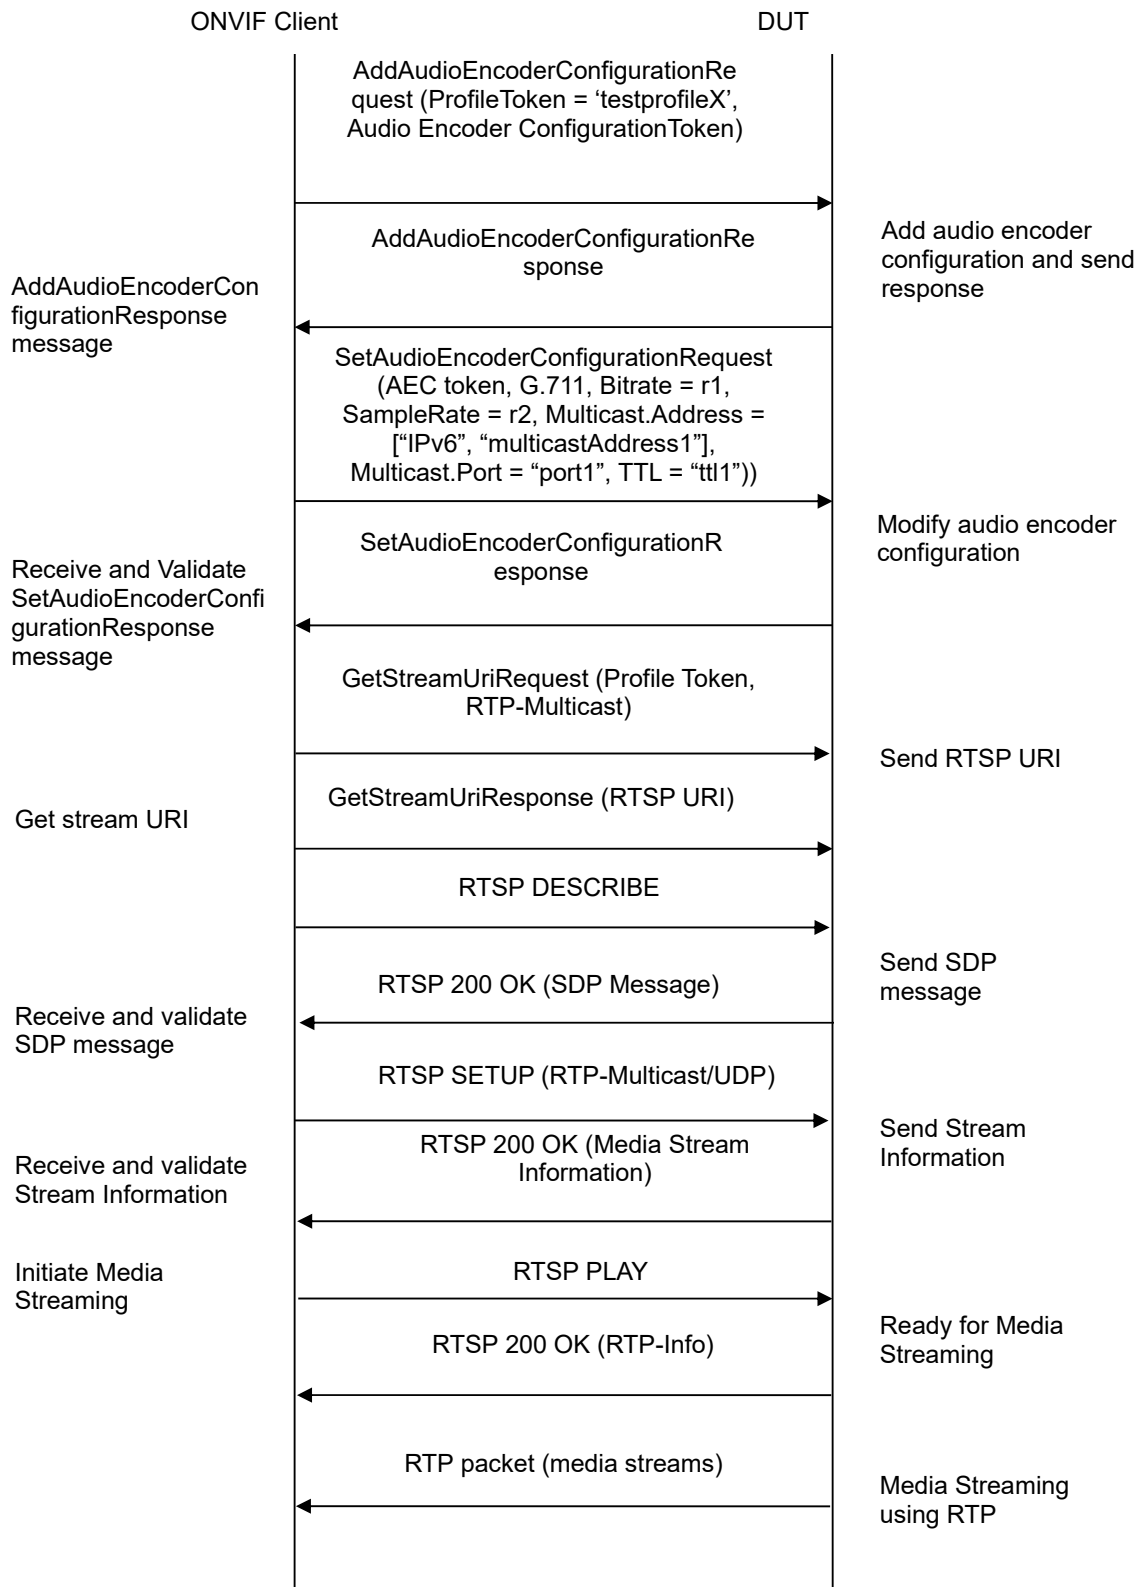 ONVIF Client
DUT
AddAudioEncoderConfigurationRe
quest (ProfileToken = ‘testprofileX’,
Audio Encoder ConfigurationToken)
AddAudioEncoderConfigurationRe
sponse
Add audio encoder
configuration and send
response
AddAudioEncoderCon
figurationResponse
message
SetAudioEncoderConfigurationRequest
(AEC token, G.711, Bitrate = r1,
SampleRate = r2, Multicast.Address =
[“IPv6”, “multicastAddress1”],
Multicast.Port = “port1”, TTL = “ttl1”))
Modify audio encoder
configuration
SetAudioEncoderConfigurationR
esponse
Receive and Validate
SetAudioEncoderConfi
gurationResponse
message
GetStreamUriRequest (Profile Token,
RTP-Multicast)
Send RTSP URI
GetStreamUriResponse (RTSP URI)
Get stream URI
RTSP DESCRIBE
Send SDP
message
RTSP 200 OK (SDP Message)
Receive and validate
SDP message
RTSP SETUP (RTP-Multicast/UDP)
Send Stream
Information
RTSP 200 OK (Media Stream
Information)
Receive and validate
Stream Information
Initiate Media
Streaming
RTSP PLAY
Ready for Media
Streaming
RTSP 200 OK (RTP-Info)
RTP packet (media streams)
Media Streaming
using RTP